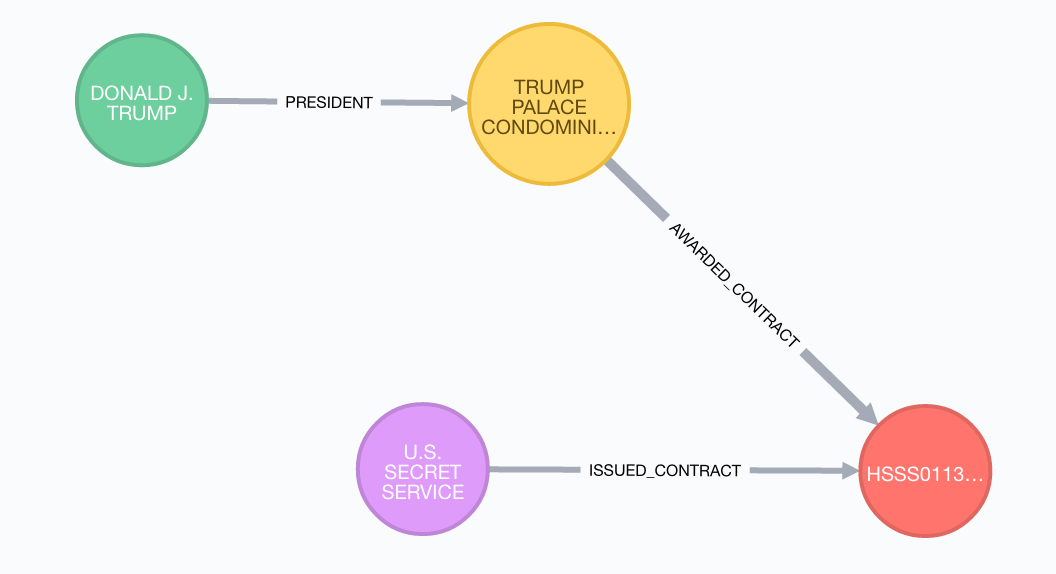 DONALD J.
TRUMP
PRESIDENT
TRUMP
PALACE
CONDOMINI…
AWARDED_CONTRACT
U.S.
SECRET
SERVICE
ISSUED_CONTRACT
HSSS0113…